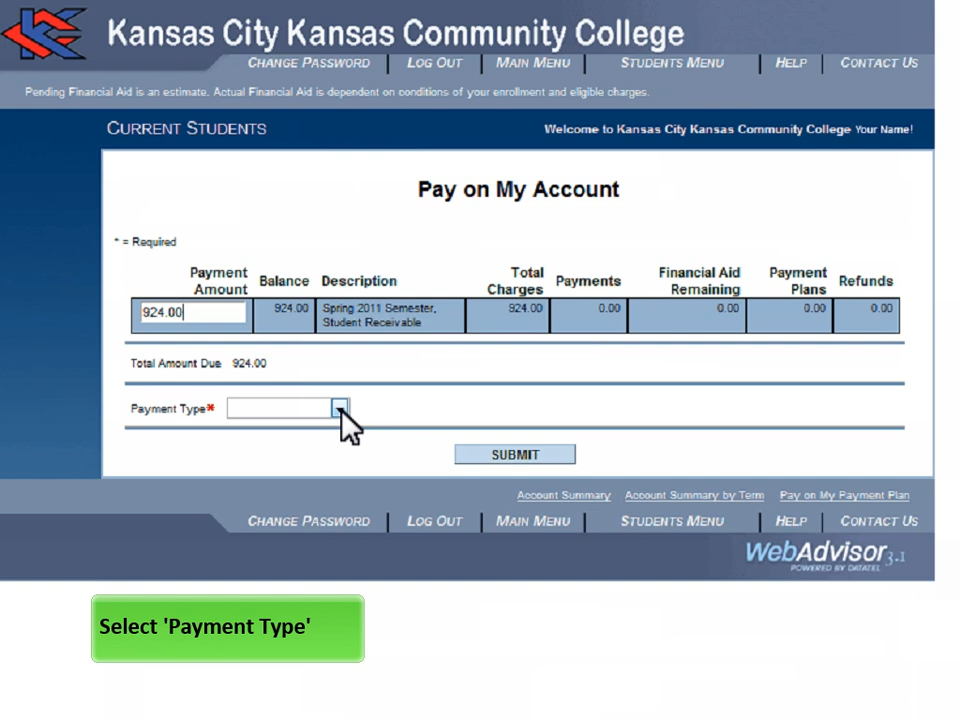 Kansas City Kansas Community College
CHANGE PASSWORD LOG OUT MAIN MENU STUDENTS MENU HELP CONTACT US
Pending Financial Aid is an estimate. Actual Financial Aid is dependent on conditions of your enrollment and eligible charges.
CURRENT STUDENTS Welcome to Kansas City Kansas Community College Your Name!
Pay on My Account
* = Required
Payment Amount Balance Description Total Charges Payments Financial Aid Remaining Payment Plans Refunds
924.00 924.00 Spring 2011 Semester, 924.00 0.00 0.00 0.00 0.00
Student Receivable
Total Amount Due 924.00
Payment Type*
SUBMIT
Account Summary Account Summary by Term Pay on My Payment Plan
CHANGE PASSWORD LOG OUT MAIN MENU STUDENTS MENU HELP CONTACT US
WebAdvisor 3.1
POWERED BY DATATEL
Select 'Payment Type'